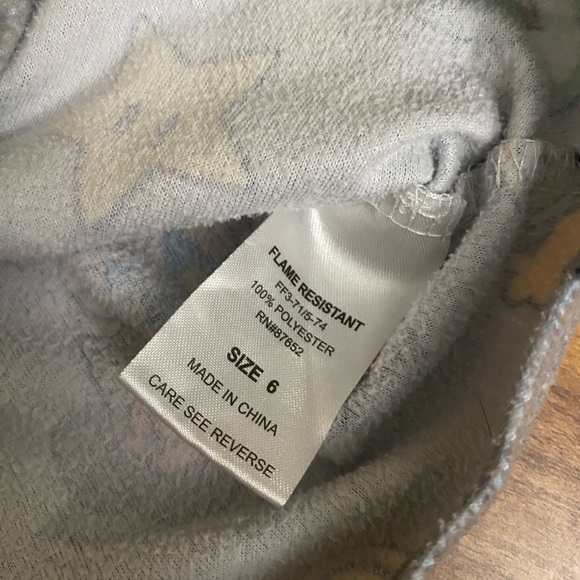 FLAME RESISTANT
FF3-71/5-74
100% POLYESTER
RN#87652
SIZE 6
MADE IN CHINA
CARE SEE REVERSE